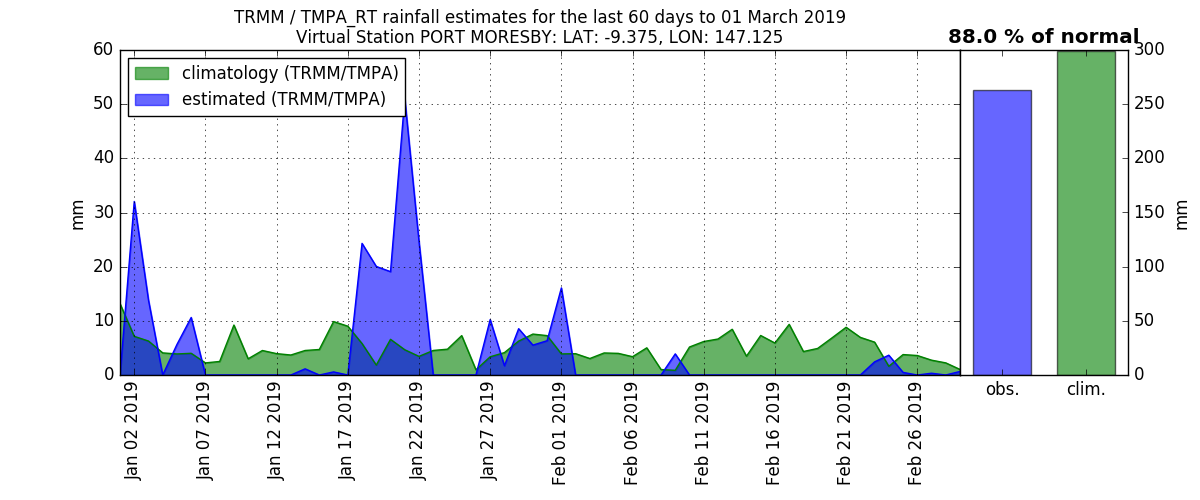 TRMM / TMPA_RT rainfall estimates for the last 60 days to 01 March 2019
Virtual Station PORT MORESBY: LAT: -9.375, LON: 147.125
88.0 % of normal
climatology (TRMM/TMPA)
estimated (TRMM/TMPA)
60
50
40
30
20
10
0
mm
Jan 02 2019
Jan 07 2019
Jan 12 2019
Jan 17 2019
Jan 22 2019
Jan 27 2019
Feb 01 2019
Feb 06 2019
Feb 11 2019
Feb 16 2019
Feb 21 2019
Feb 26 2019
obs.
clim.
300
250
200
150
100
50
0
mm